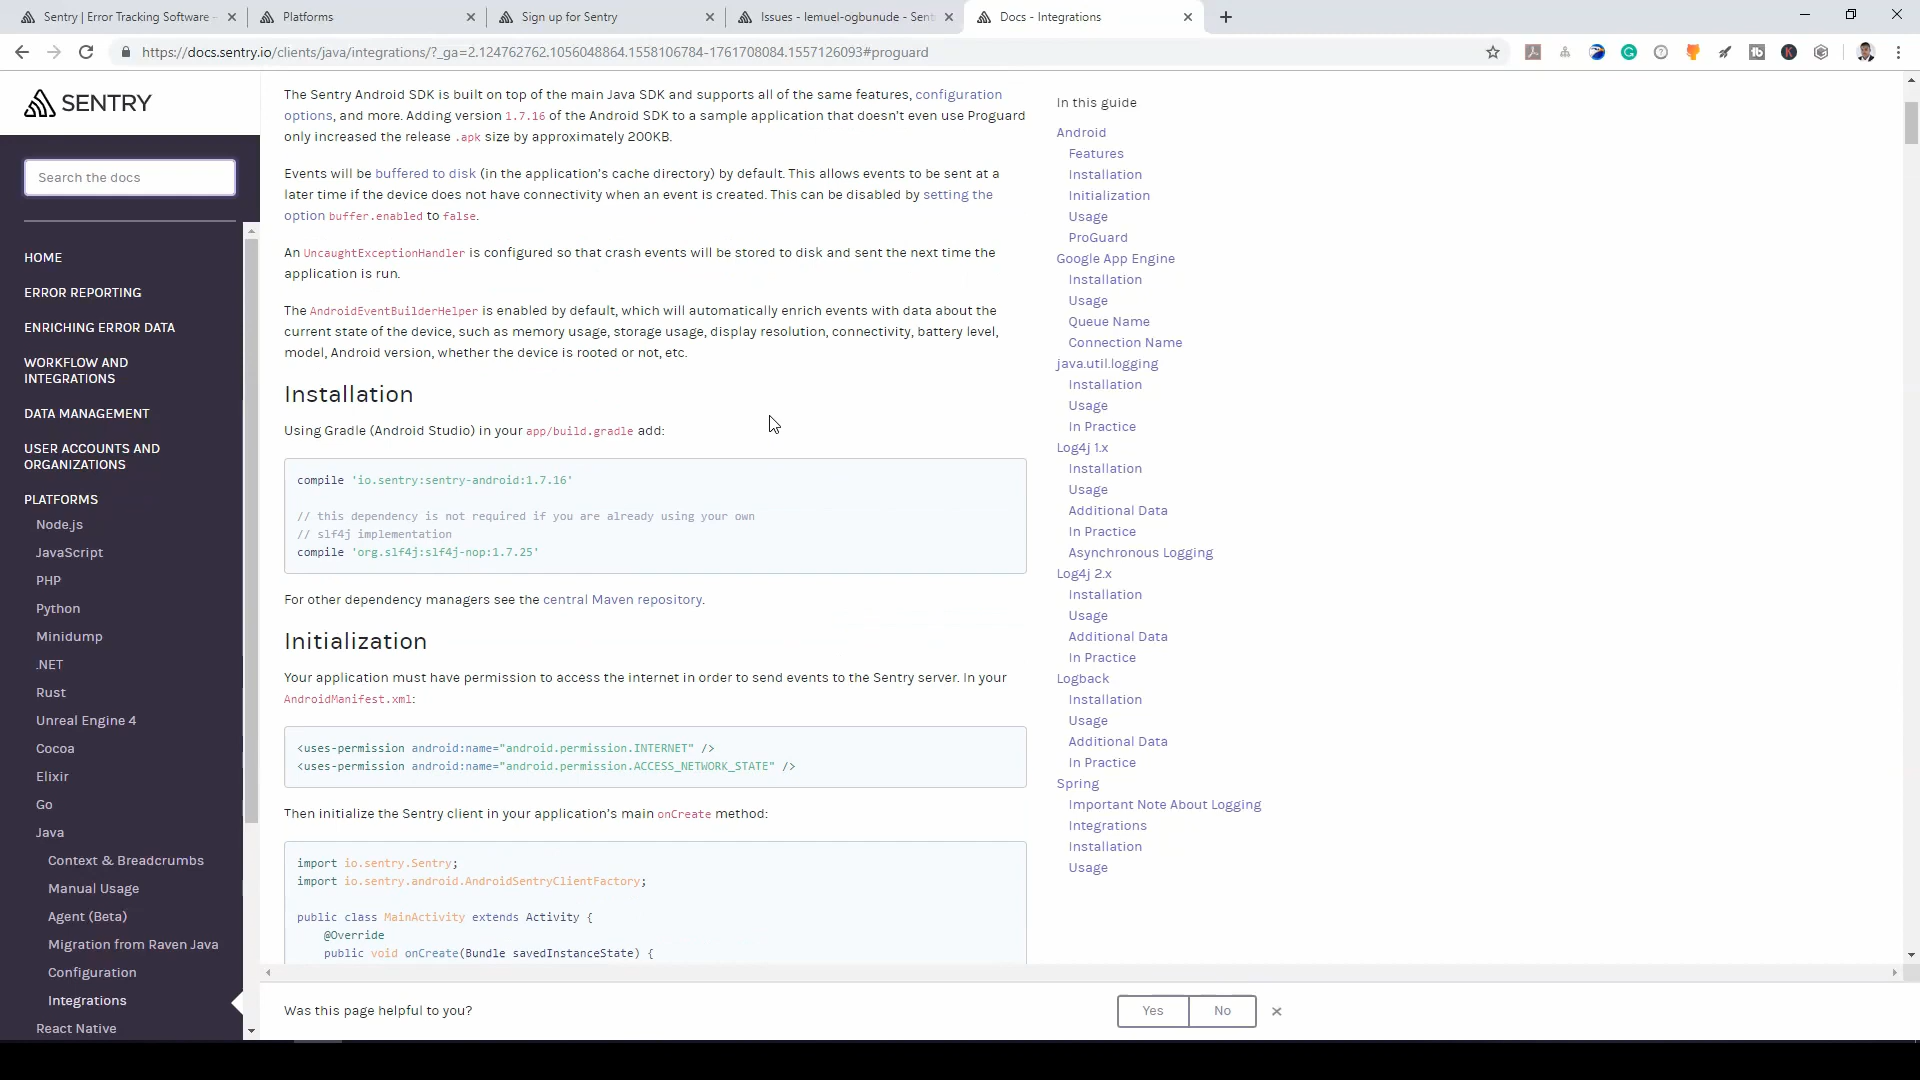 Sentry | Error Tracking Software -
Platforms
Sign up for Sentry
Issues - lemuel-ogbunude - Sent
Docs - Integrations
https://docs.sentry.io/clients/java/integrations/?_ga=2.124762762.1056048864.1558106784-1761708084.1557126093#proguard
SENTRY
Search the docs
HOME
ERROR REPORTING
ENRICHING ERROR DATA
WORKFLOW AND
INTEGRATIONS
DATA MANAGEMENT
USER ACCOUNTS AND
ORGANIZATIONS
PLATFORMS
Node.js
JavaScript
PHP
Python
Minidump
.NET
Rust
Unreal Engine 4
Cocoa
Elixir
Go
Java
Context & Breadcrumbs
Manual Usage
Agent (Beta)
Migration from Raven Java
Configuration
Integrations
React Native
The Sentry Android SDK is built on top of the main Java SDK and supports all of the same features, configuration
options, and more. Adding version 1.7.16 of the Android SDK to a sample application that doesn't even use Proguard
only increased the release .apk size by approximately 200KB.
Events will be buffered to disk (in the application's cache directory) by default. This allows events to be sent at a
later time if the device does not have connectivity when an event is created. This can be disabled by setting the
option buffer.enabled to false.
An UncaughtExceptionHandler is configured so that crash events will be stored to disk and sent the next time the
application is run.
The AndroidEventBuilderHelper is enabled by default, which will automatically enrich events with data about the
current state of the device, such as memory usage, storage usage, display resolution, connectivity, battery level,
model, Android version, whether the device is rooted or not, etc.
Installation
Using Gradle (Android Studio) in your app/build.gradle add:
compile 'io.sentry:sentry-android:1.7.16'
// this dependency is not required if you are already using your own
// slf4j implementation
compile 'org.slf4j:slf4j-nop:1.7.25'
For other dependency managers see the central Maven repository.
Initialization
Your application must have permission to access the internet in order to send events to the Sentry server. In your
AndroidManifest.xml:
<uses-permission android:name="android.permission.INTERNET" />
<uses-permission android:name="android.permission.ACCESS_NETWORK_STATE" />
Then initialize the Sentry client in your application's main onCreate method:
import io.sentry.Sentry;
import io.sentry.android.AndroidSentryClientFactory;
public class MainActivity extends Activity {
@Override
public void onCreate(Bundle savedInstanceState) {
In this guide
Android
Features
Installation
Initialization
Usage
ProGuard
Google App Engine
Installation
Usage
Queue Name
Connection Name
java.util.logging
Installation
Usage
In Practice
Log4j 1.x
Installation
Usage
Additional Data
In Practice
Asynchronous Logging
Log4j 2.x
Installation
Usage
Additional Data
In Practice
Logback
Installation
Usage
Additional Data
In Practice
Spring
Important Note About Logging
Integrations
Installation
Usage
Was this page helpful to you?
Yes
No